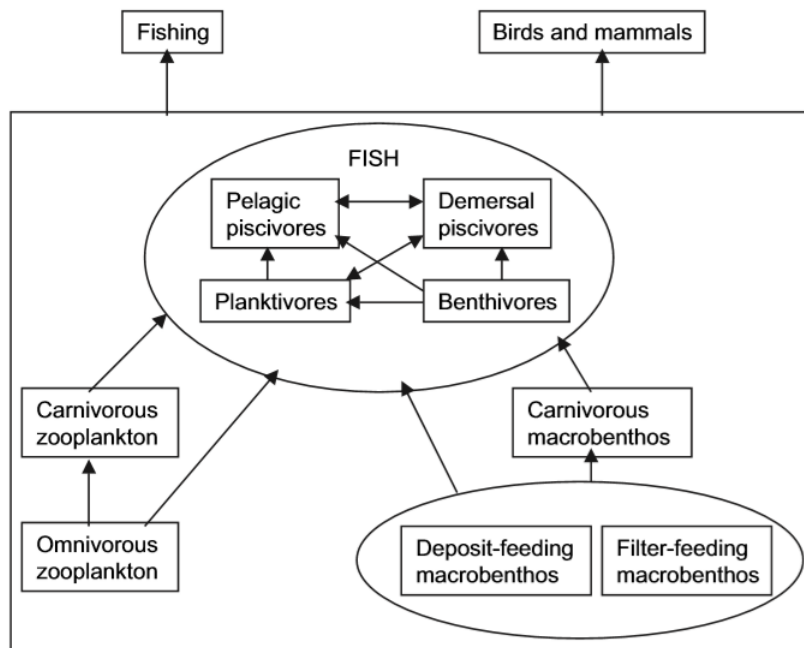 Fishing
Birds and mammals
FISH
Pelagic
piscivores
Demersal
piscivores
Planktivores
Benthivores
Carnivorous
zooplankton
Carnivorous
macrobenthos
Omnivorous
zooplankton
Deposit-feeding
macrobenthos
Filter-feeding
macrobenthos